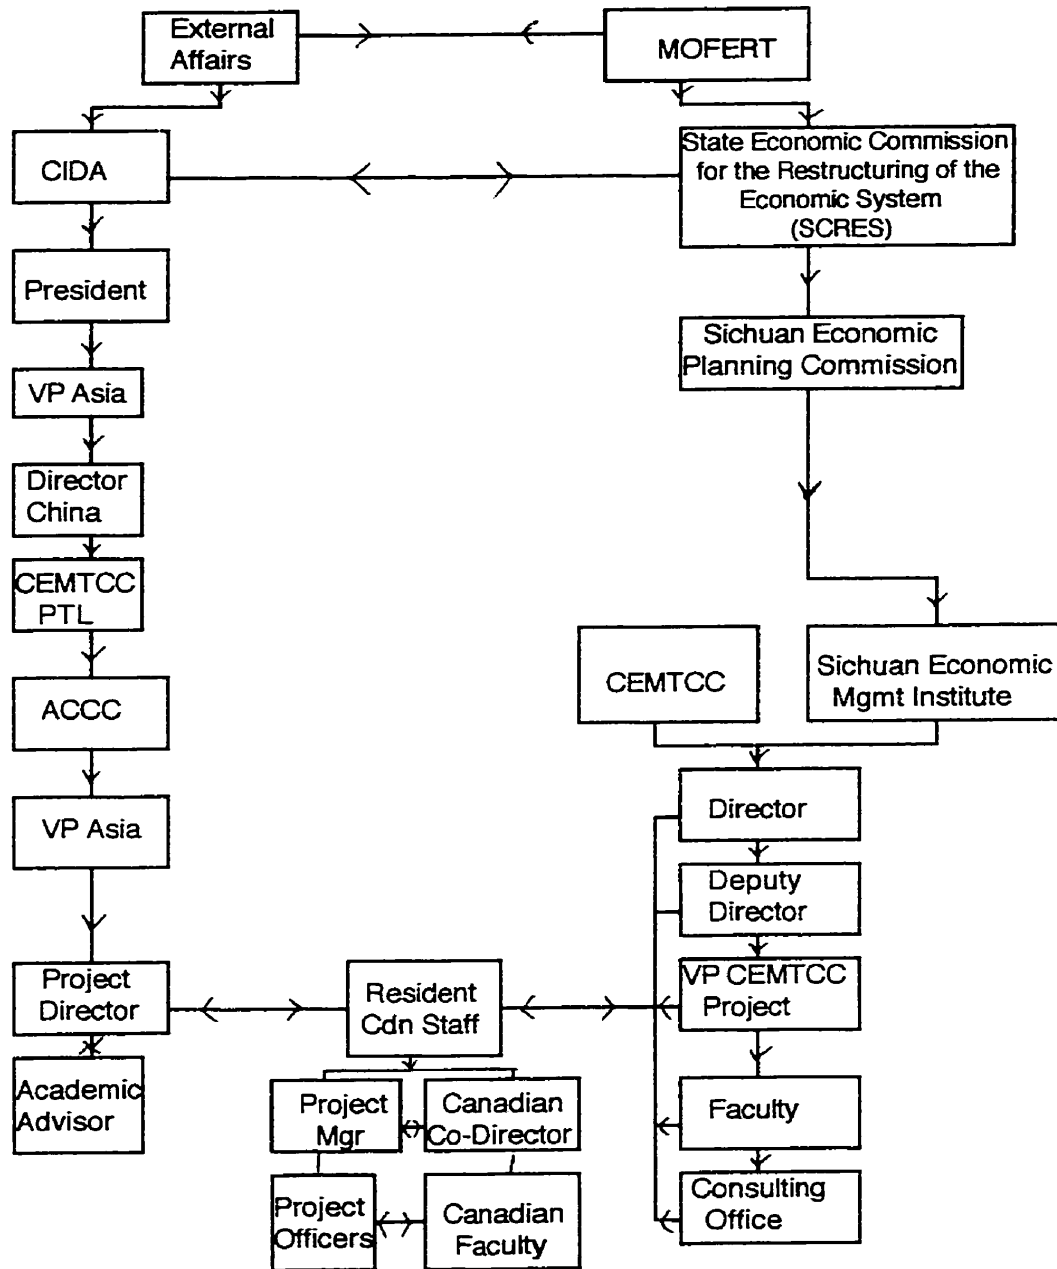 External
Affairs
MOFERT
CIDA
State Economic Commission
for the Restructuring of the
Economic System
(SCRES)
President
Sichuan Economic
Planning Commission
VP Asia
Director
China
CEMTCC
PTL
CEMTCC
Sichuan Economic
Mgmt Institute
ACCC
VP Asia
Director
Deputy
Director
Project
Director
Resident
Cdn Staff
VP CEMTCC
Project
Academic
Advisor
Project
Mgr
Canadian
Co-Director
Faculty
Project
Officers
Canadian
Faculty
Consulting
Office